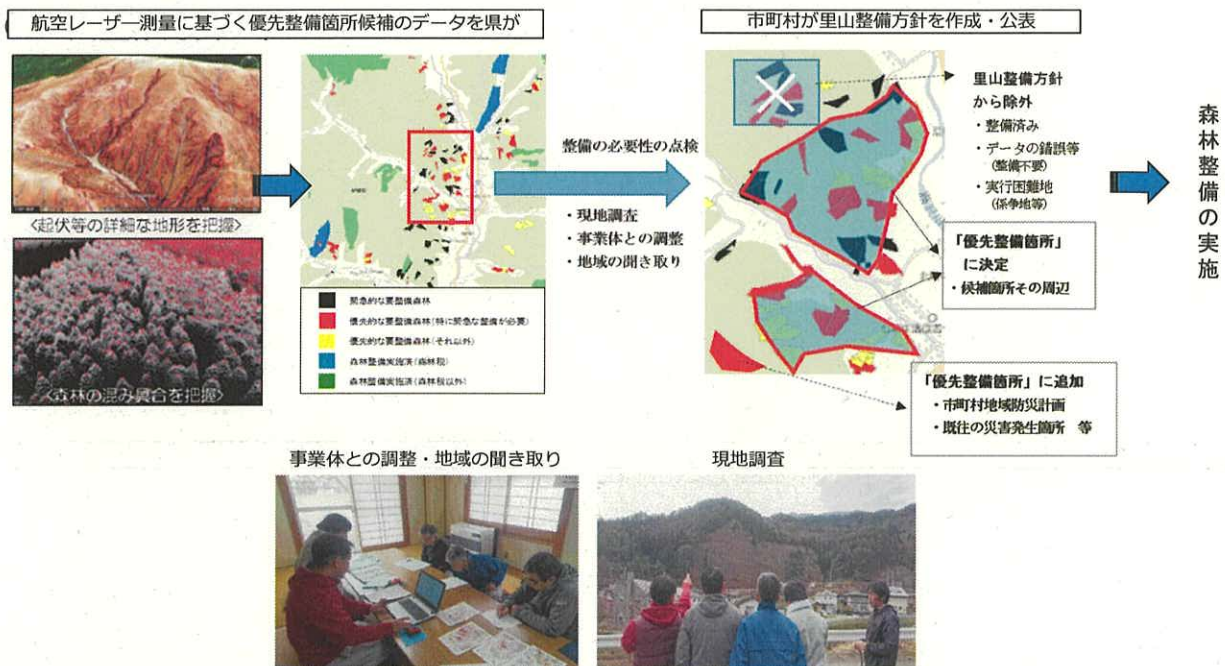 航空レーザー測量に基づく優先整備箇所候補のデータを県が
市町村が里山整備方針を作成・公表
<起伏等の詳細な地形を把握>
<森林の混み具合を把握>
緊急的な要整備森林
優先的な要整備森林(特に緊急な整備が必要)
優先的な要整備森林(それ以外)
森林整備実施済(森林税)
森林整備実施済(森林税以外)
整備の必要性の点検
・現地調査
・事業体との調整
・地域の聞き取り
里山整備方針
から除外
・整備済み
・データの錯誤等
(整備不要)
・実行困難地
(係争地等)
「優先整備箇所」
に決定
・候補箇所その周辺
「優先整備箇所」に追加
・市町村地域防災計画
・既往の災害発生箇所 等
森林整備の実施
事業体との調整・地域の聞き取り
現地調査